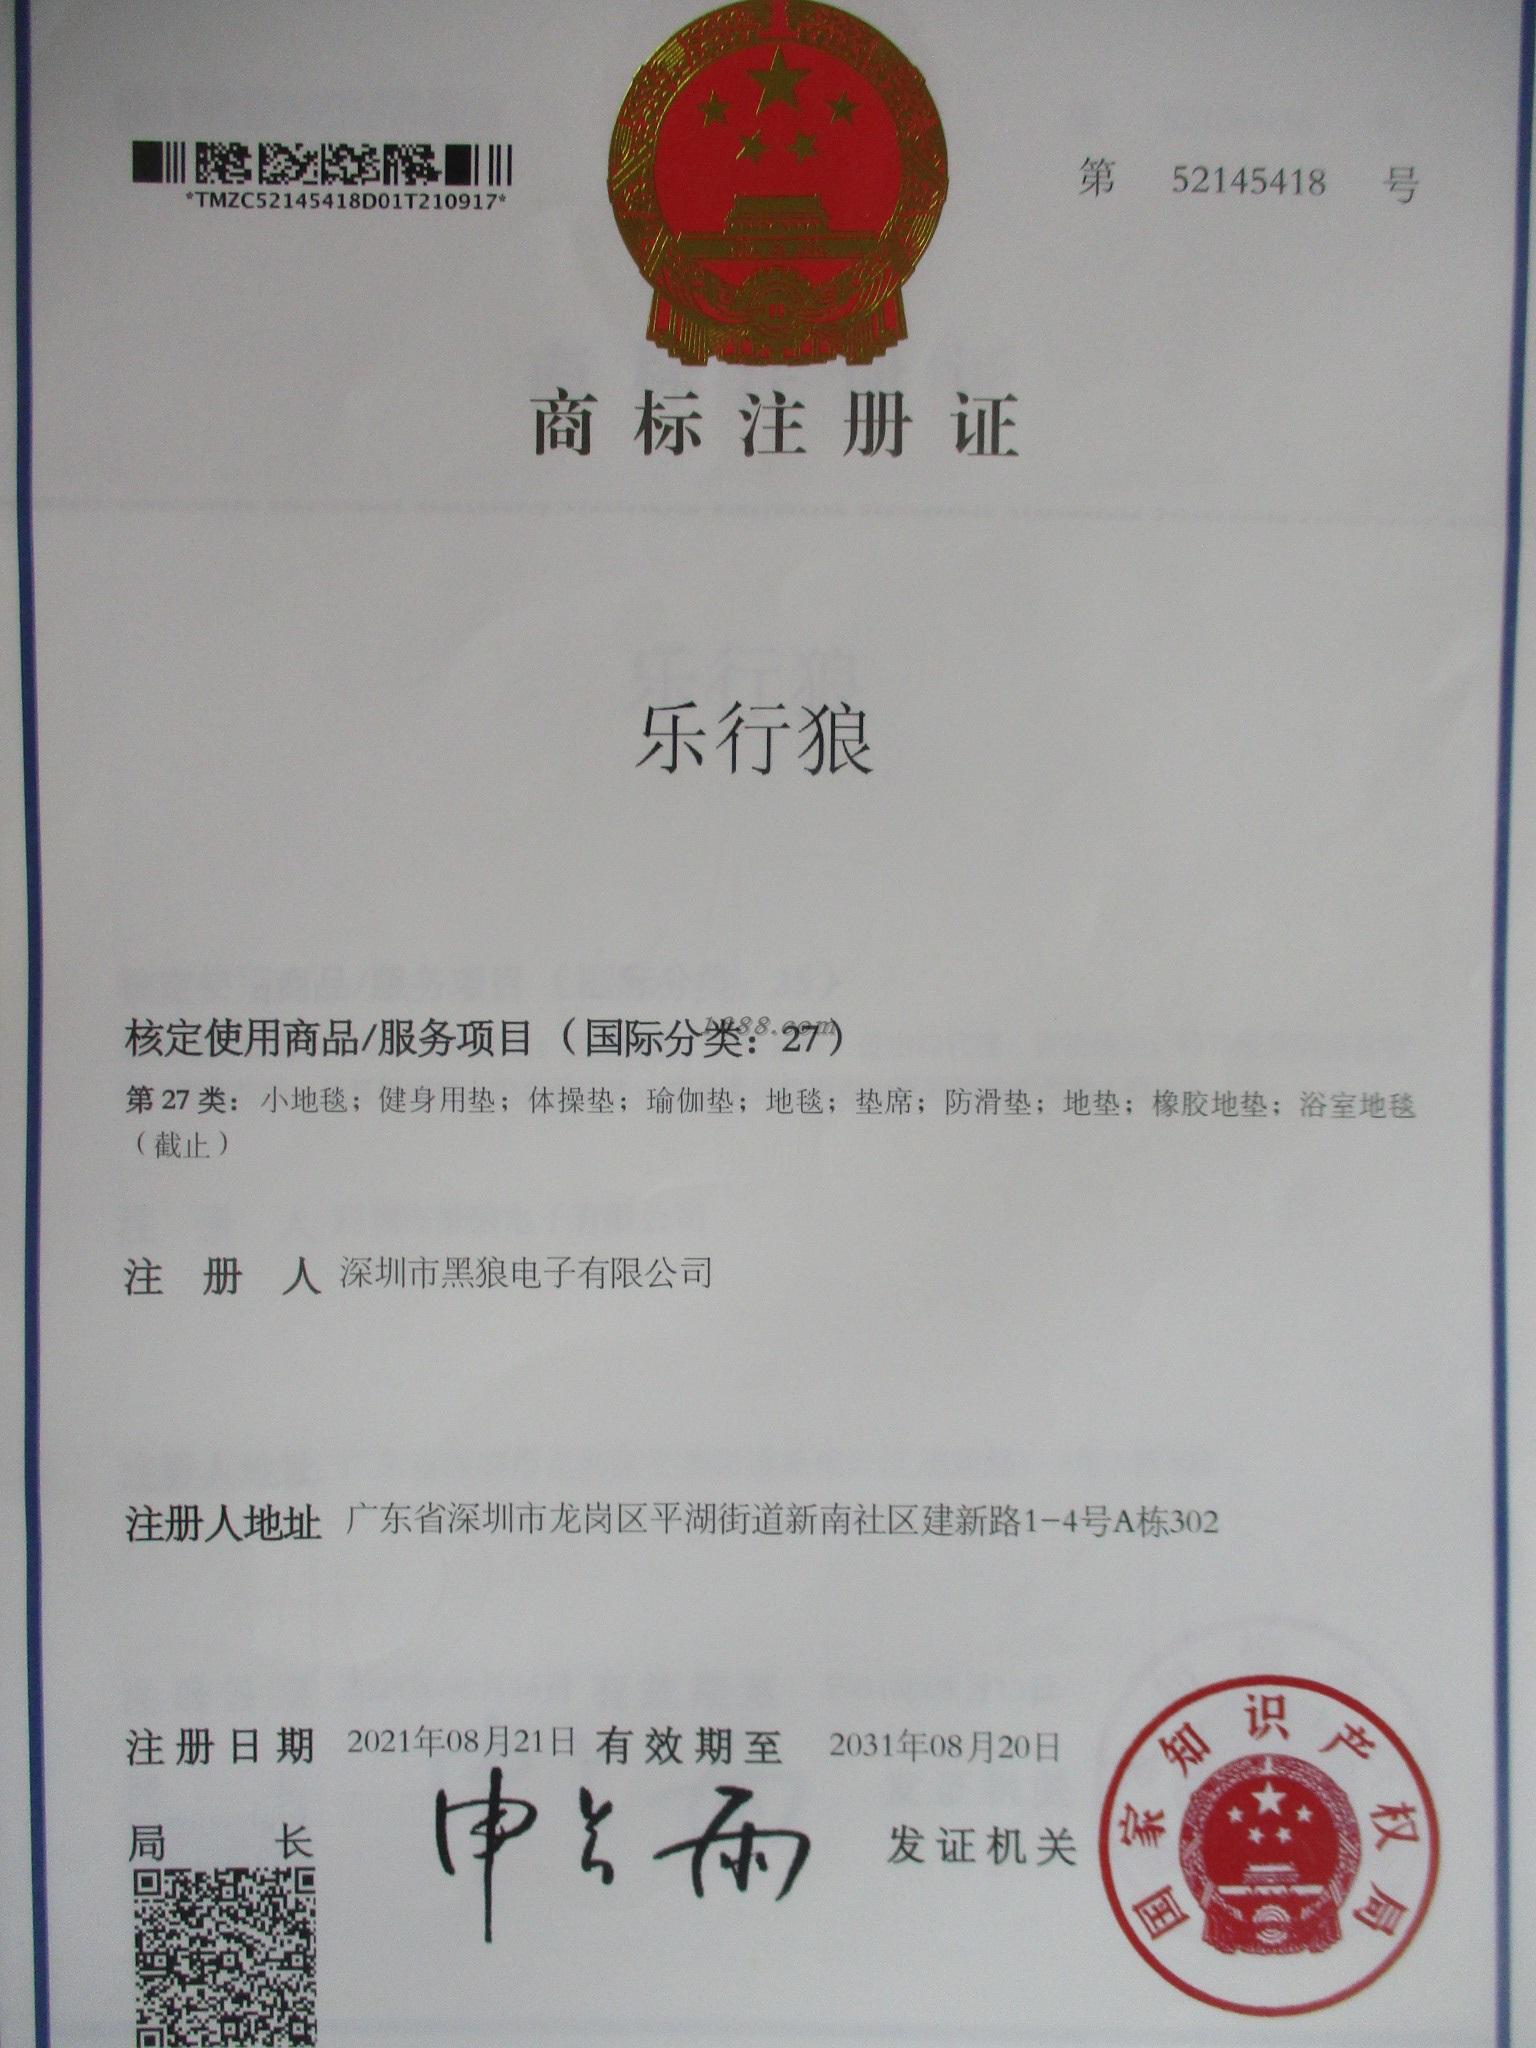 *TMZC52145418D01T210917*
第 52145418 号
商标注册证
乐行狼
核定使用商品/服务项目（国际分类：27）
1688.com
第 27 类：小地毯；健身用垫；体操垫；瑜伽垫；地毯；垫席；防滑垫；地垫；橡胶地垫；浴室地毯
（截止）
注册人 深圳市黑狼电子有限公司
注册人地址 广东省深圳市龙岗区平湖街道新南社区建新路1-4号A栋302
注册日期 2021年08月21日 有效期至 2031年08月20日
局长 申长雨 发证机关
国家知识产权局